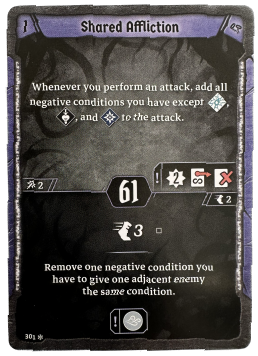 1 Shared Affliction
Whenever you perform an attack, add all
negative conditions you have except ,
, and to the attack.
2
61
2
2
3
Remove one negative condition you
have to give one adjacent enemy
the same condition.
301